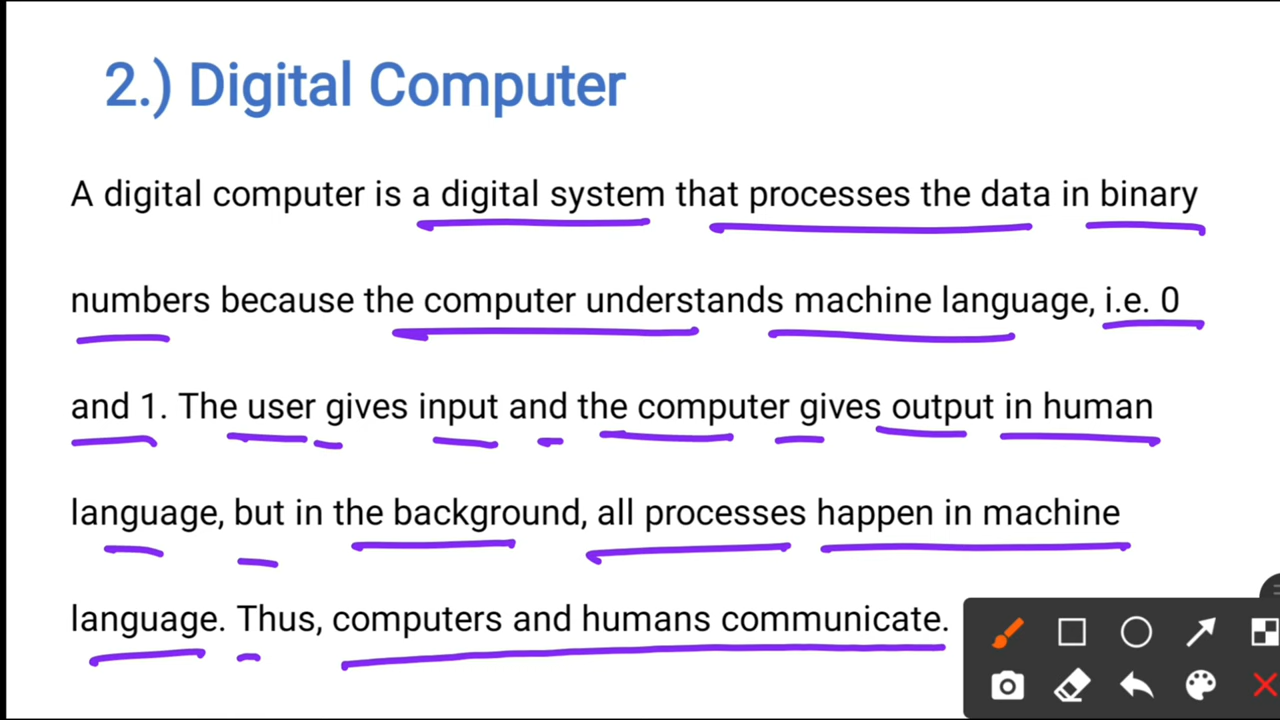 2.) Digital Computer
A digital computer is a digital system that processes the data in binary
numbers because the computer understands machine language, i.e. 0
and 1. The user gives input and the computer gives output in human
language, but in the background, all processes happen in machine
language. Thus, computers and humans communicate.